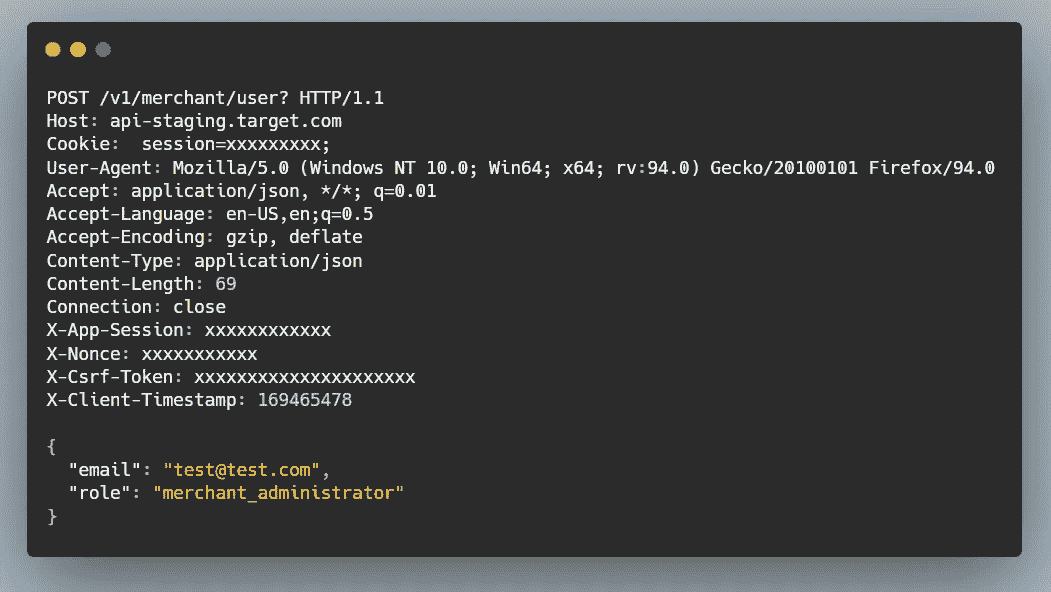 POST /v1/merchant/user? HTTP/1.1
Host: api-staging.target.com
Cookie:  session=xxxxxxxxx;
User-Agent: Mozilla/5.0 (Windows NT 10.0; Win64; x64; rv:94.0) Gecko/20100101 Firefox/94.0
Accept: application/json, */*; q=0.01
Accept-Language: en-US,en;q=0.5
Accept-Encoding: gzip, deflate
Content-Type: application/json
Content-Length: 69
Connection: close
X-App-Session: xxxxxxxxxxxx
X-Nonce: xxxxxxxxxxx
X-Csrf-Token: xxxxxxxxxxxxxxxxxxxxx
X-Client-Timestamp: 169465478
{
  "email": "test@test.com",
  "role": "merchant_administrator"
}